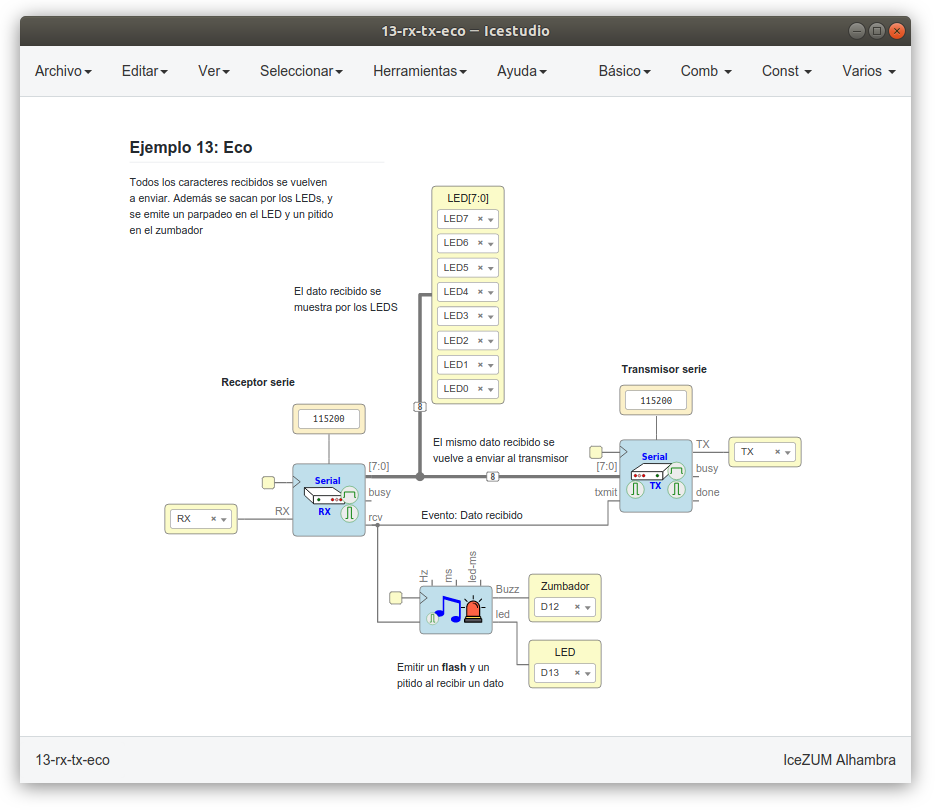 13-rx-tx-eco — Icestudio
Archivo Editar Ver Seleccionar Herramientas Ayuda Básico Comb Const Varios
Ejemplo 13: Eco
Todos los caracteres recibidos se vuelven
a enviar. Además se sacan por los LEDs, y
se emite un parpadeo en el LED y un pitido
en el zumbador
LED[7:0]
LED7
LED6
LED5
LED4
LED3
LED2
LED1
LED0
El dato recibido se
muestra por los LEDS
8
Receptor serie
115200
Serial
RX
[7:0]
busy
rcv
RX
RX
El mismo dato recibido se
vuelve a enviar al transmisor
8
Evento: Dato recibido
Transmisor serie
115200
Serial
TX
[7:0]
txmit
TX
busy
done
TX
Hz
ms
led-ms
Buzz
led
Zumbador
D12
LED
D13
Emitir un flash y un
pitido al recibir un dato
13-rx-tx-eco
IceZUM Alhambra